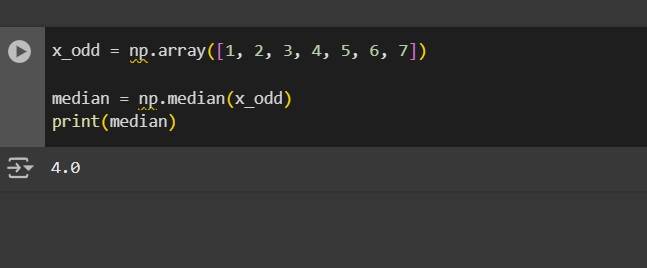 x_odd = np.array([1, 2, 3, 4, 5, 6, 7])
median = np.median(x_odd)
print(median)
4.0